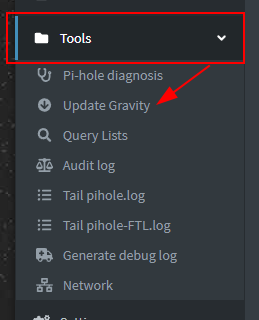 Tools
Pi-hole diagnosis
Update Gravity
Query Lists
Audit log
Tail pihole.log
Tail pihole-FTL.log
Generate debug log
Network